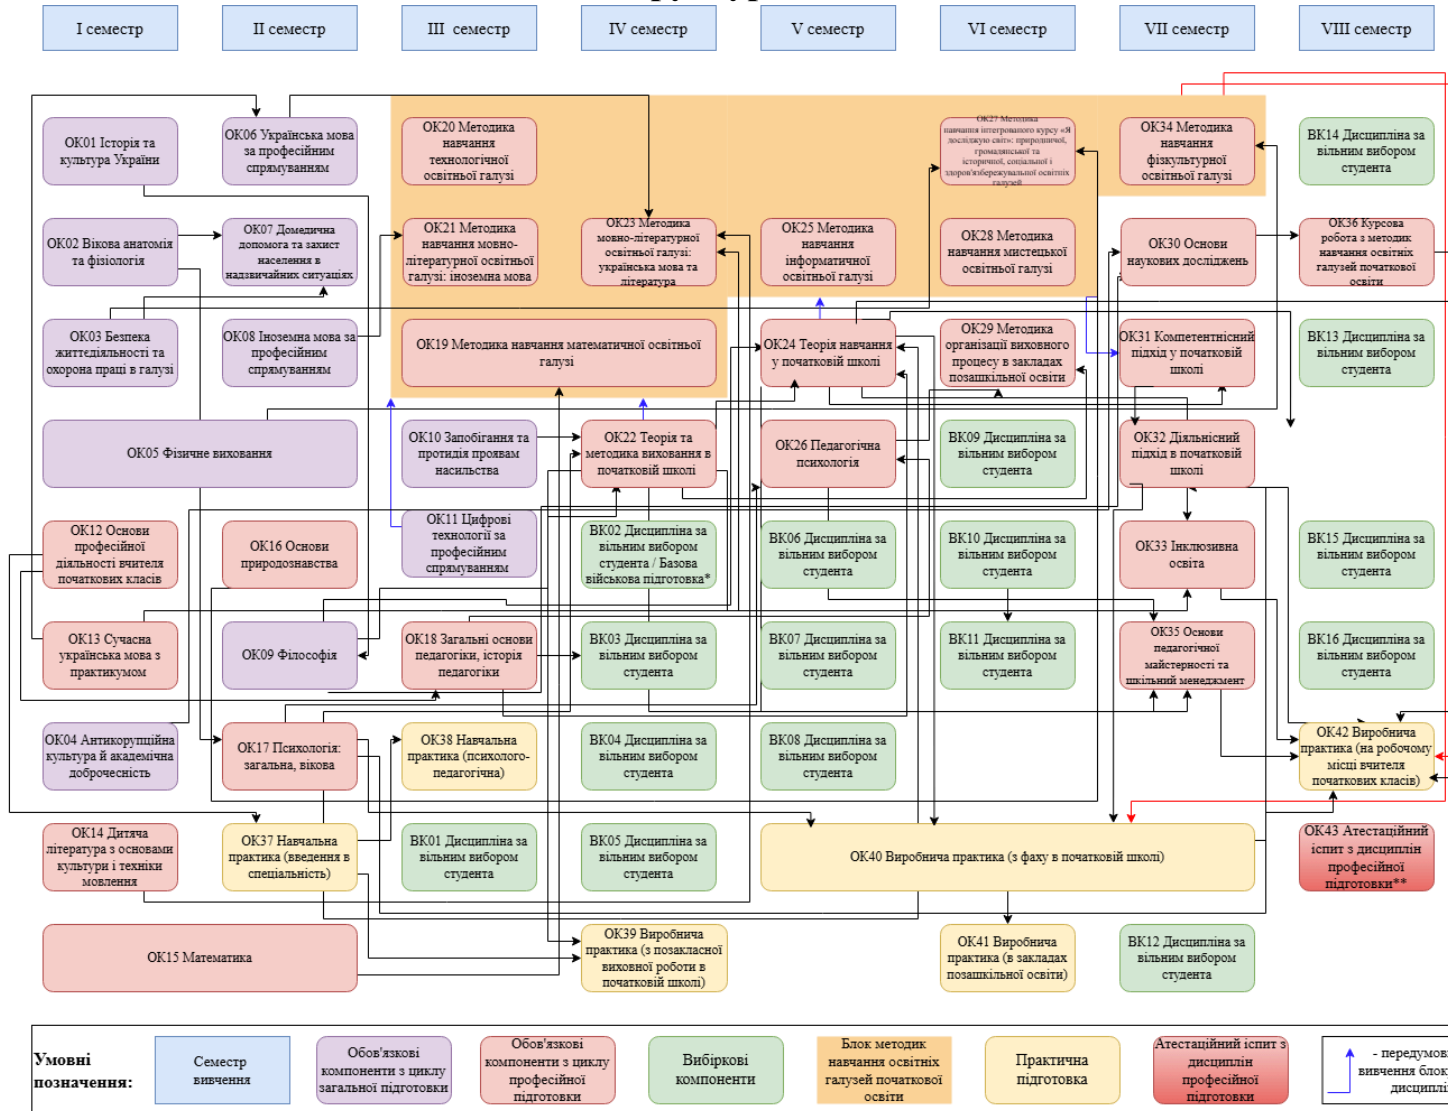 I семестр
II семестр
III семестр
IV семестр
V семестр
VI семестр
VII семестр
VIII семестр
ОК01 Історія та
культура України
ОК06 Українська мова
за професійним
спрямуванням
ОК20 Методика
навчання
технологічної
освітньої галузі
ОК27 Методика
навчання інтегрованого курсу «Я
досліджую світ»: природничої,
громадянської та
історичної, соціальної і
здоров'язбережувальної освітніх
галузей
ОК34 Методика
навчання
фізкультурної
освітньої галузі
ВК14 Дисципліна за
вільним вибором
студента
ОК02 Вікова анатомія
та фізіологія
ОК07 Домедична
допомога та захист
населення в
надзвичайних ситуаціях
ОК21 Методика
навчання мовно-
літературної освітньої
галузі: іноземна мова
ОК23 Методика
мовно-літературної
освітньої галузі:
українська мова та
література
ОК25 Методика
навчання
інформатичної
освітньої галузі
ОК28 Методика
навчання мистецької
освітньої галузі
ОК30 Основи
наукових досліджень
ОК36 Курсова
робота з методик
навчання освітніх
галузей початкової
освіти
ОК03 Безпека
життєдіяльності та
охорона праці в галузі
ОК08 Іноземна мова за
професійним
спрямуванням
ОК19 Методика навчання математичної освітньої
галузі
ОК24 Теорія навчання
у початковій школі
ОК29 Методика
організації виховного
процесу в закладах
позашкільної освіти
ОК31 Компетентнісний
підхід у початковій
школі
ВК13 Дисципліна за
вільним вибором
студента
ОК05 Фізичне виховання
ОК10 Запобігання та
протидія проявам
насильства
ОК22 Теорія та
методика виховання в
початковій школі
ОК26 Педагогічна
психологія
ВК09 Дисципліна за
вільним вибором
студента
ОК32 Діяльнісний
підхід в початковій
школі
ОК12 Основи
професійної
діяльності вчителя
початкових класів
ОК16 Основи
природознавства
ОК11 Цифрові
технології за
професійним
спрямуванням
ВК02 Дисципліна за
вільним вибором
студента / Базова
військова підготовка*
ВК06 Дисципліна за
вільним вибором
студента
ВК10 Дисципліна за
вільним вибором
студента
ОК33 Інклюзивна
освіта
ВК15 Дисципліна за
вільним вибором
студента
ОК13 Сучасна
українська мова з
практикумом
ОК09 Філософія
ОК18 Загальні основи
педагогіки, історія
педагогіки
ВК03 Дисципліна за
вільним вибором
студента
ВК07 Дисципліна за
вільним вибором
студента
ВК11 Дисципліна за
вільним вибором
студента
ОК35 Основи
педагогічної
майстерності та
шкільний менеджмент
ВК16 Дисципліна за
вільним вибором
студента
ОК04 Антикорупційна
культура й академічна
доброчесність
ОК17 Психологія:
загальна, вікова
ОК38 Навчальна
практика (психолого-
педагогічна)
ВК04 Дисципліна за
вільним вибором
студента
ВК08 Дисципліна за
вільним вибором
студента
ОК42 Виробнича
практика (на робочому
місці вчителя
початкових класів)
ОК14 Дитяча
література з основами
культури і техніки
мовлення
ОК37 Навчальна
практика (введення в
спеціальність)
ВК01 Дисципліна за
вільним вибором
студента
ВК05 Дисципліна за
вільним вибором
студента
ОК40 Виробнича практика (з фаху в початковій школі)
ОК43 Атестаційний
іспит з дисциплін
професійної
підготовки**
ОК15 Математика
ОК39 Виробнича
практика (з позакласної
виховної роботи в
початковій школі)
ОК41 Виробнича
практика (в закладах
позашкільної освіти)
ВК12 Дисципліна за
вільним вибором
студента
Умовні
позначення:
Семестр
вивчення
Обов'язкові
компоненти з циклу
загальної підготовки
Обов'язкові
компоненти з циклу
професійної
підготовки
Вибіркові
компоненти
Блок методик
навчання освітніх
галузей початкової
освіти
Практична
підготовка
Атестаційний іспит з
дисциплін
професійної
підготовки
- передумов
вивчення блок
дисциплі